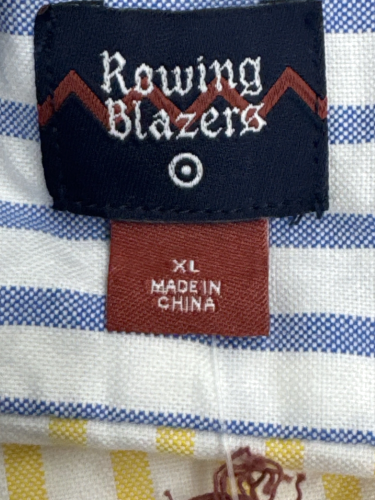 Rowing
Blazers
XL
MADE IN
CHINA